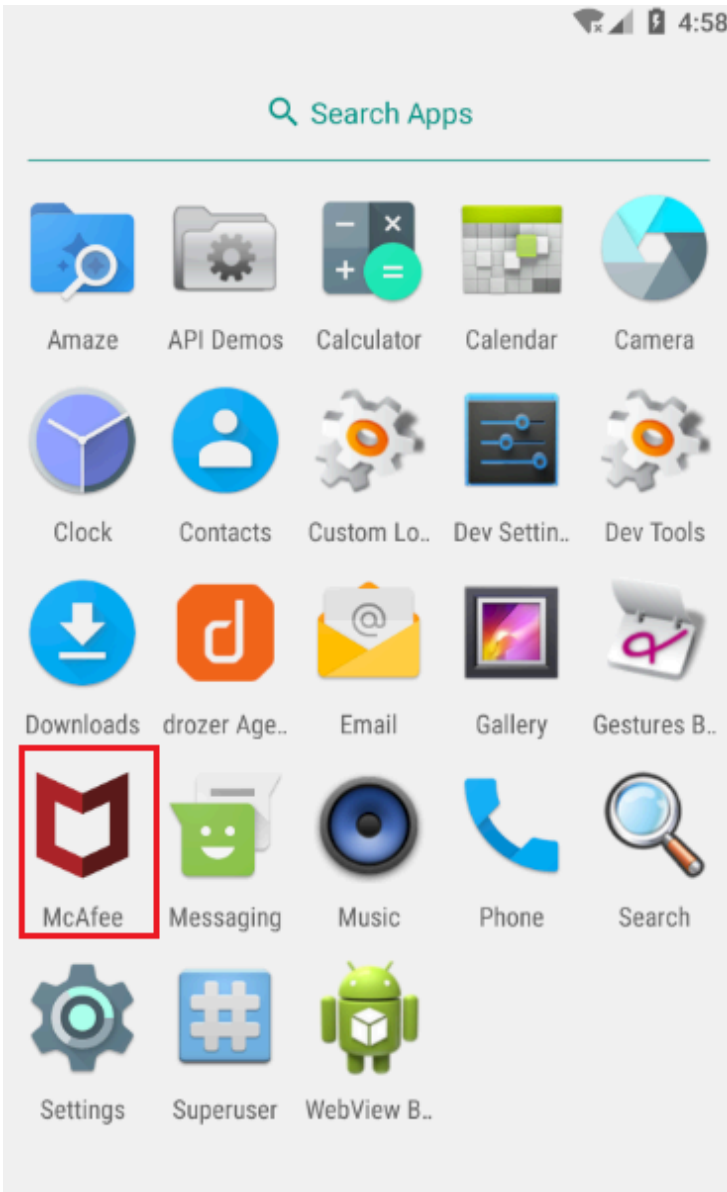 4:58
Search Apps
Amaze API Demos Calculator Calendar Camera
Clock Contacts Custom Lo.. Dev Settin.. Dev Tools
Downloads drozer Age.. Email Gallery Gestures B..
McAfee Messaging Music Phone Search
Settings Superuser WebView B..